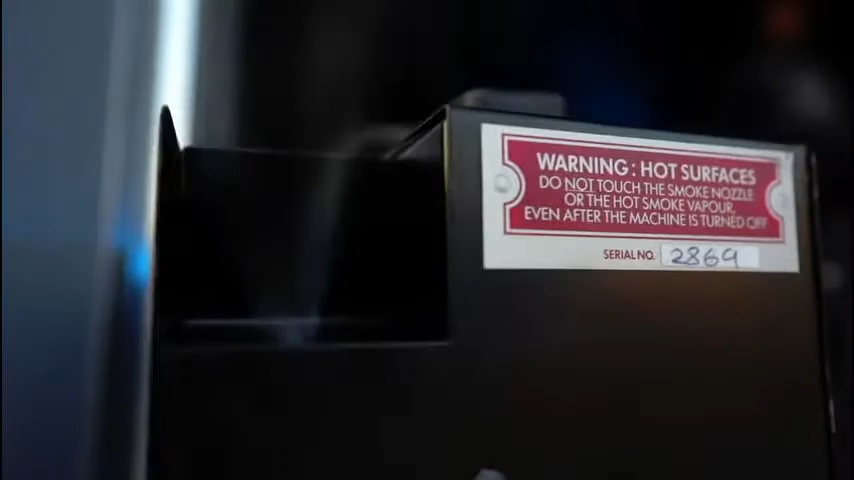 WARNING: HOT SURFACES
DO NOT TOUCH THE SMOKE NOZZLE
OR THE HOT SMOKE VAPOUR,
EVEN AFTER THE MACHINE IS TURNED OFF
SERIAL NO. 2869